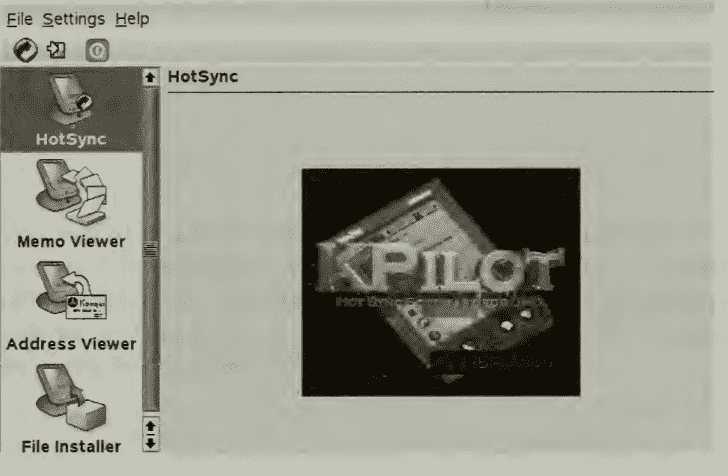 File Settings Help
HotSync
HotSync
Memo Viewer
Address Viewer
File Installer
KPILOT